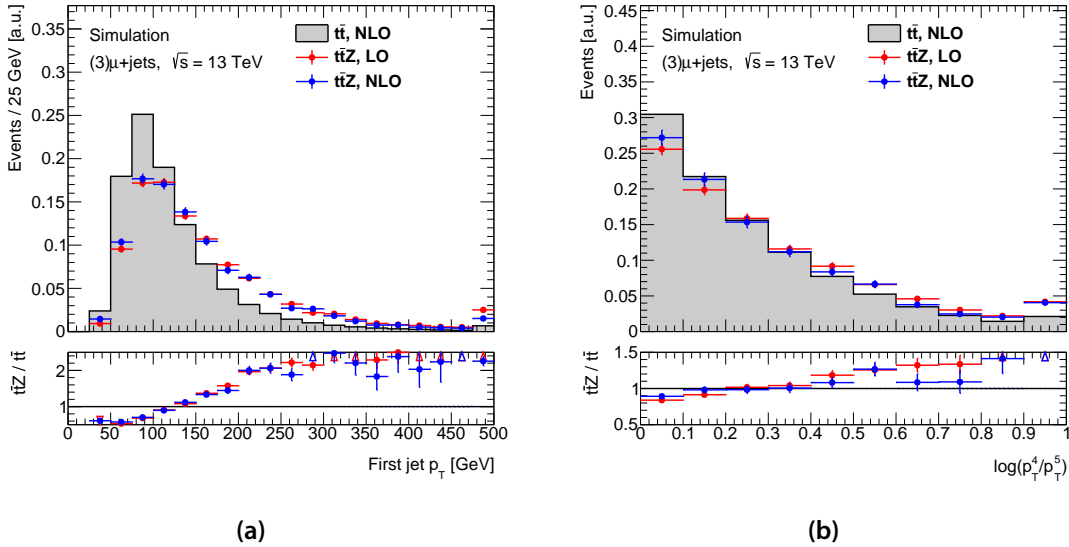 Events / 25 GeV [a.u.]
0.35
0.3
0.25
0.2
0.15
0.1
0.05
0
Simulation
(3)μ+jets, √s = 13 TeV
tt̄, NLO
tt̄Z, LO
tt̄Z, NLO
tt̄Z / tt̄
2
1
0 50 100 150 200 250 300 350 400 450 500
First jet p_T [GeV]
(a)
Events [a.u.]
0.45
0.4
0.35
0.3
0.25
0.2
0.15
0.1
0.05
0
Simulation
(3)μ+jets, √s = 13 TeV
tt̄, NLO
tt̄Z, LO
tt̄Z, NLO
tt̄Z / tt̄
1.5
1
0.5
0 0.1 0.2 0.3 0.4 0.5 0.6 0.7 0.8 0.9 1
log(p_T^4/p_T^5)
(b)